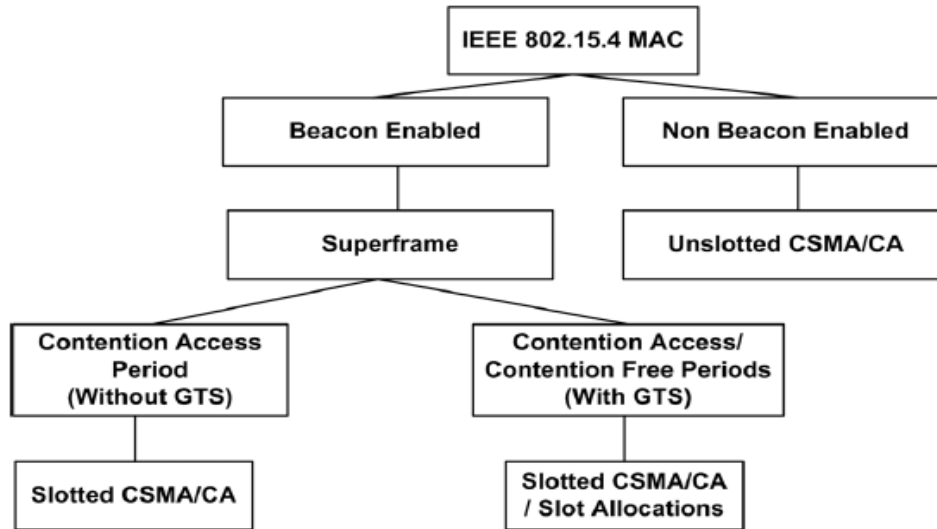 IEEE 802.15.4 MAC
Beacon Enabled
Non Beacon Enabled
Superframe
Unslotted CSMA/CA
Contention Access
Period
(Without GTS)
Contention Access/
Contention Free Periods
(With GTS)
Slotted CSMA/CA
Slotted CSMA/CA
/ Slot Allocations